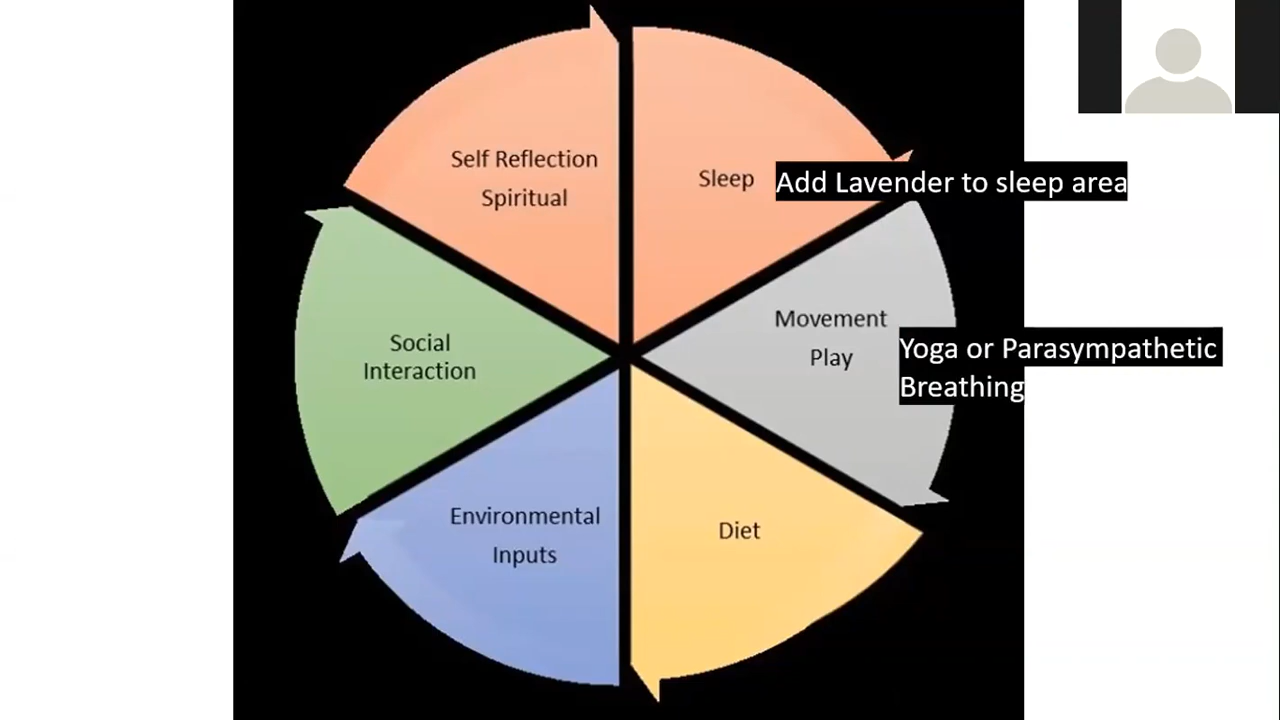 Self Reflection
Spiritual
Sleep
Add Lavender to sleep area
Movement
Play
Yoga or Parasympathetic
Breathing
Social
Interaction
Environmental
Inputs
Diet